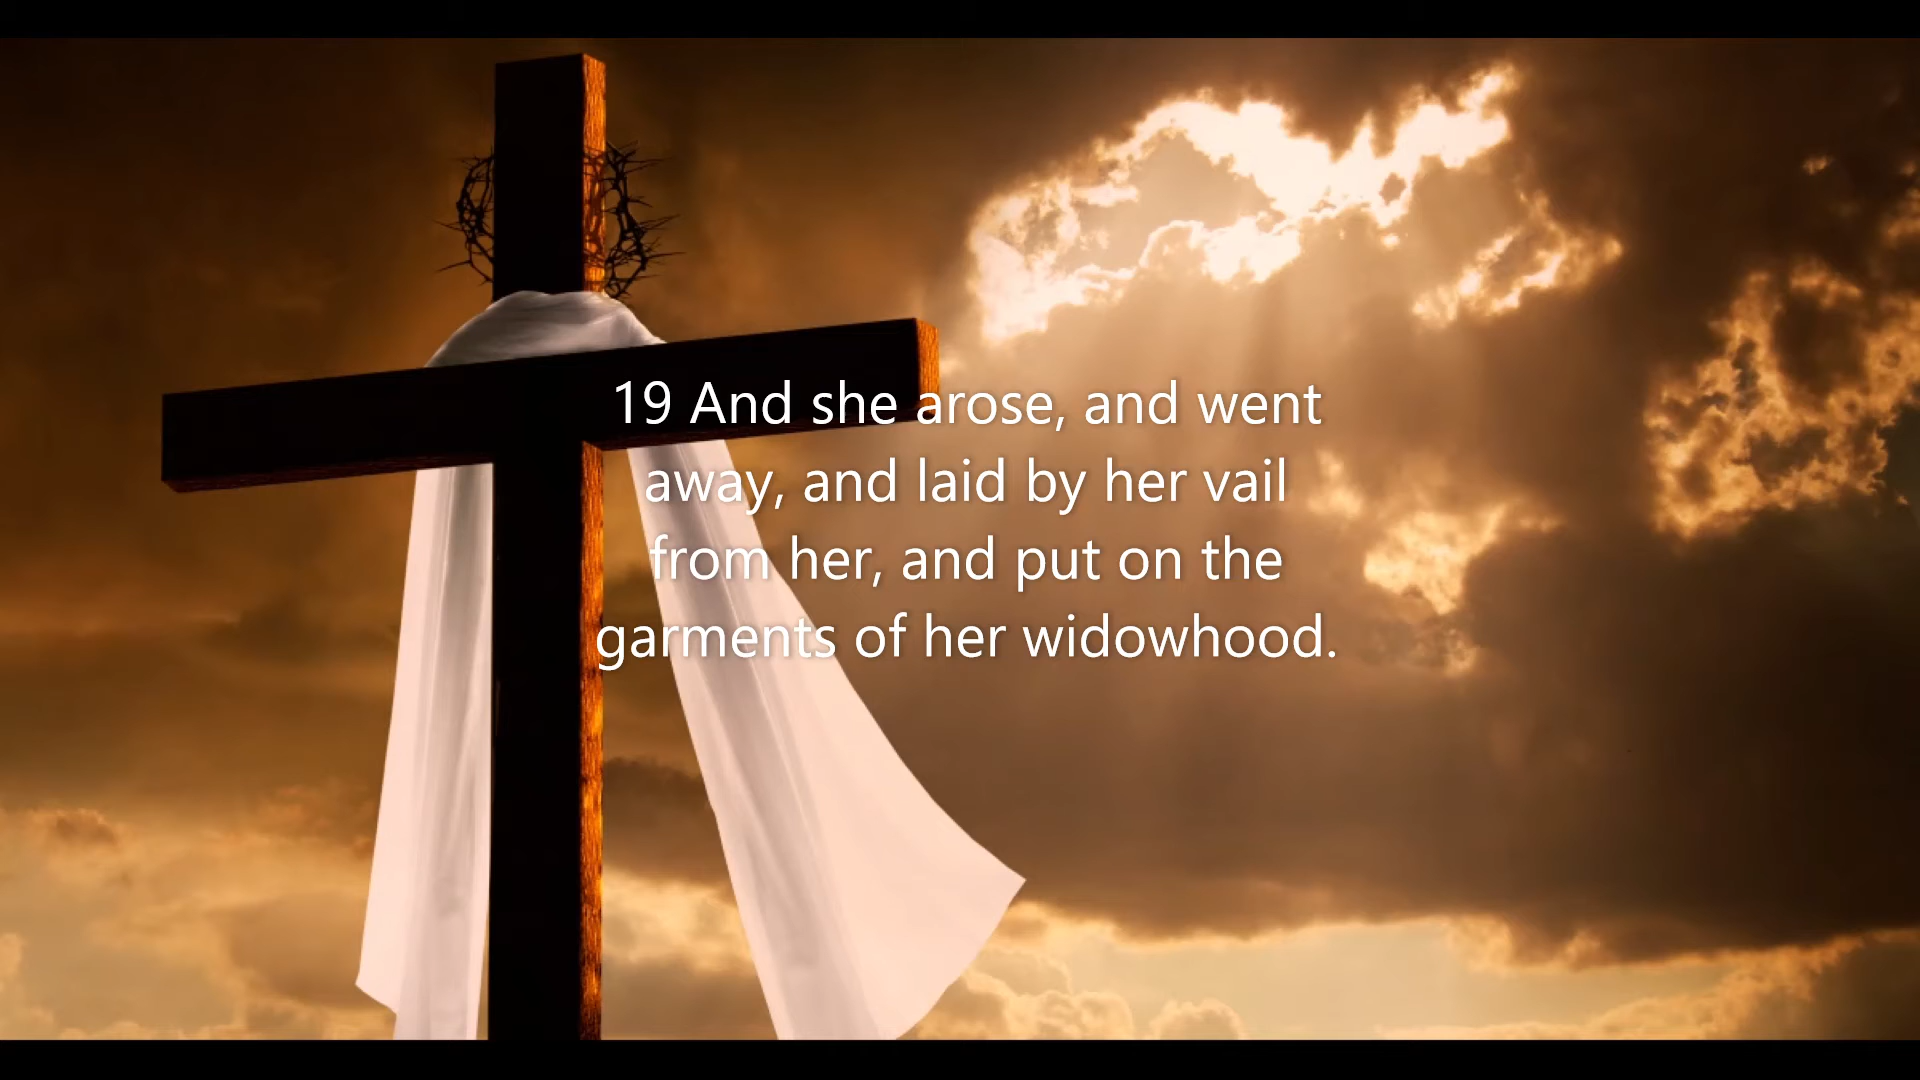 19 And she arose, and went
away, and laid by her vail
from her, and put on the
garments of her widowhood.